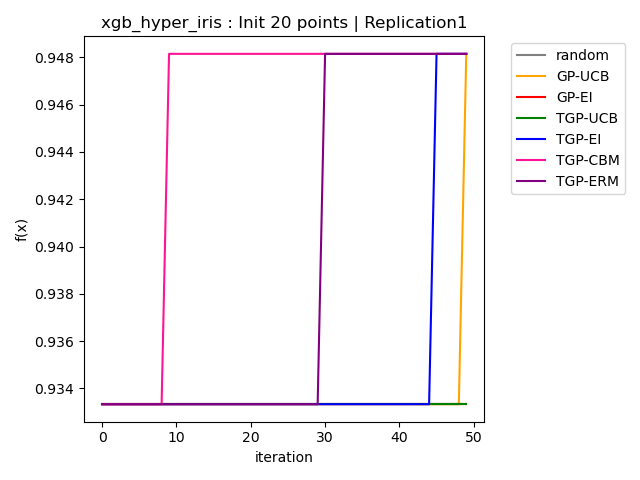 xgb_hyper_iris : Init 20 points | Replication1
0.948
0.946
0.944
0.942
0.940
0.938
0.936
0.934
f(x)
0
10
20
30
40
50
iteration
random
GP-UCB
GP-EI
TGP-UCB
TGP-EI
TGP-CBM
TGP-ERM